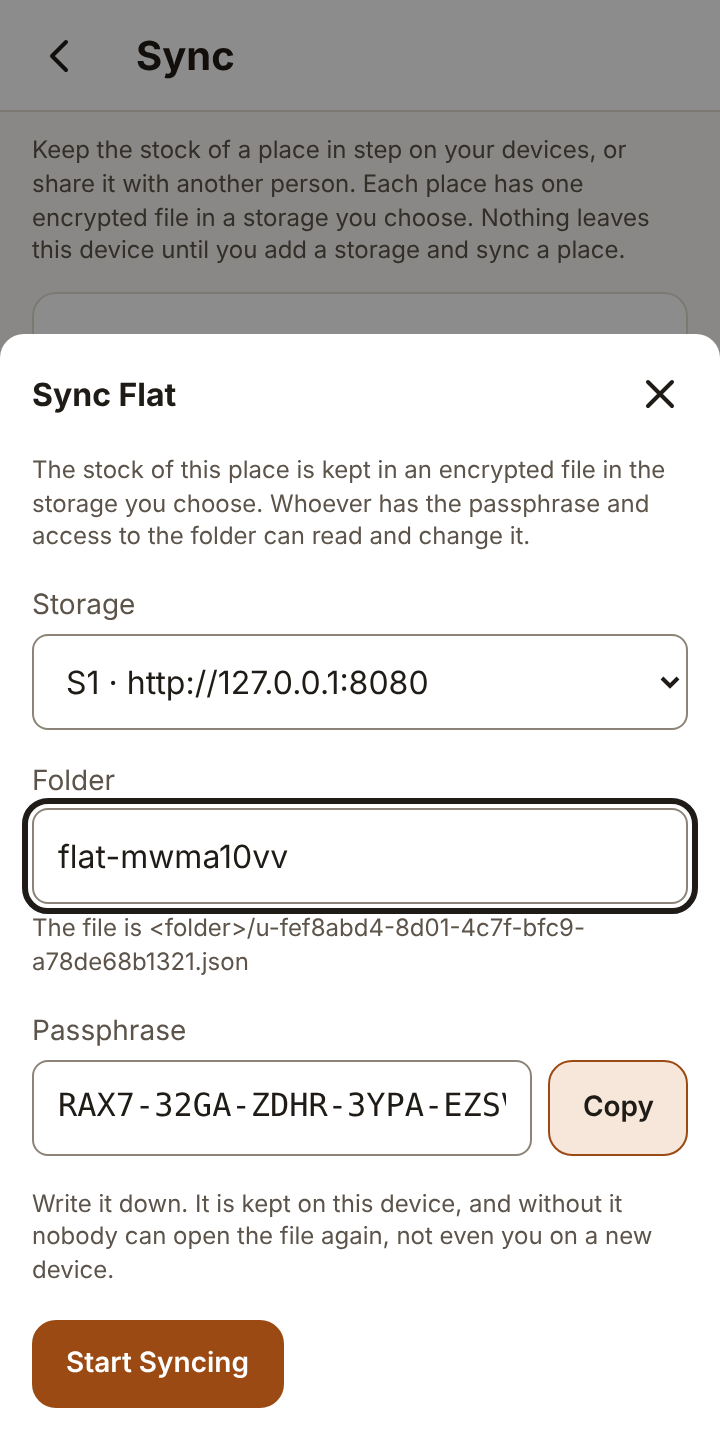 Sync
Keep the stock of a place in step on your devices, or
share it with another person. Each place has one
encrypted file in a storage you choose. Nothing leaves
this device until you add a storage and sync a place.
Sync Flat
The stock of this place is kept in an encrypted file in the
storage you choose. Whoever has the passphrase and
access to the folder can read and change it.
Storage
S1 · http://127.0.0.1:8080
Folder
flat-mwma10vv
The file is <folder>/u-fef8abd4-8d01-4c7f-bfc9-
a78de68b1321.json
Passphrase
RAX7-32GA-ZDHR-3YPA-EZS
Copy
Write it down. It is kept on this device, and without it
nobody can open the file again, not even you on a new
device.
Start Syncing